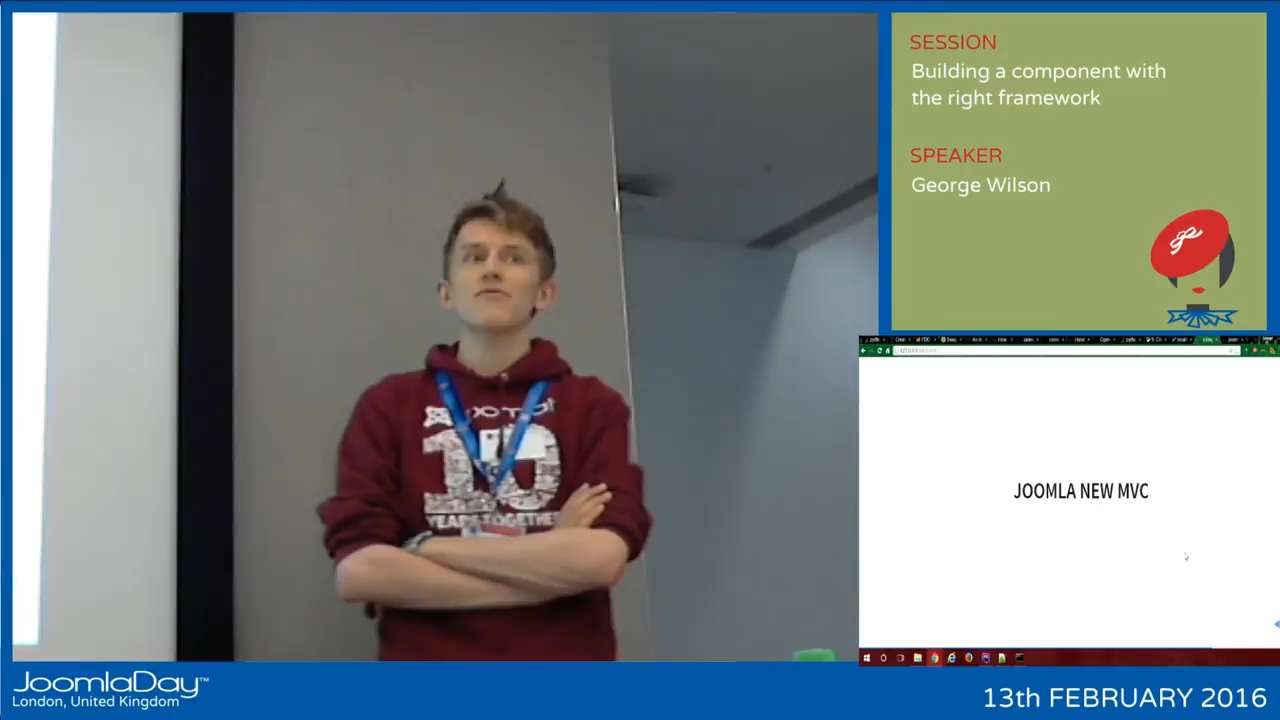 SESSION
Building a component with
the right framework
SPEAKER
George Wilson
JOOMLA NEW MVC
10
YEARS TOGETHER
JoomlaDay™
London, United Kingdom
13th FEBRUARY 2016